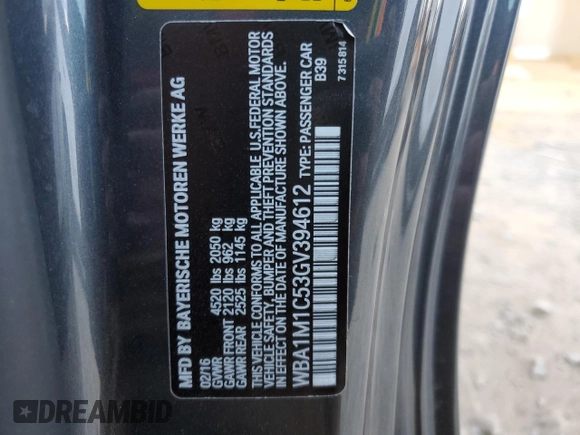 MFD BY BAYERISCHE MOTOREN WERKE AG
02/16
GVWR 4520 lbs 2050 kg
GAWR FRONT 2120 lbs 962 kg
GAWR REAR 2525 lbs 1145 kg
THIS VEHICLE CONFORMS TO ALL APPLICABLE U.S.FEDERAL MOTOR
VEHICLE SAFETY, BUMPER AND THEFT PREVENTION STANDARDS
IN EFFECT ON THE DATE OF MANUFACTURE SHOWN ABOVE.
WBA1M1C53GV394612 TYPE: PASSENGER CAR
B39
7 315 814
DREAMBID